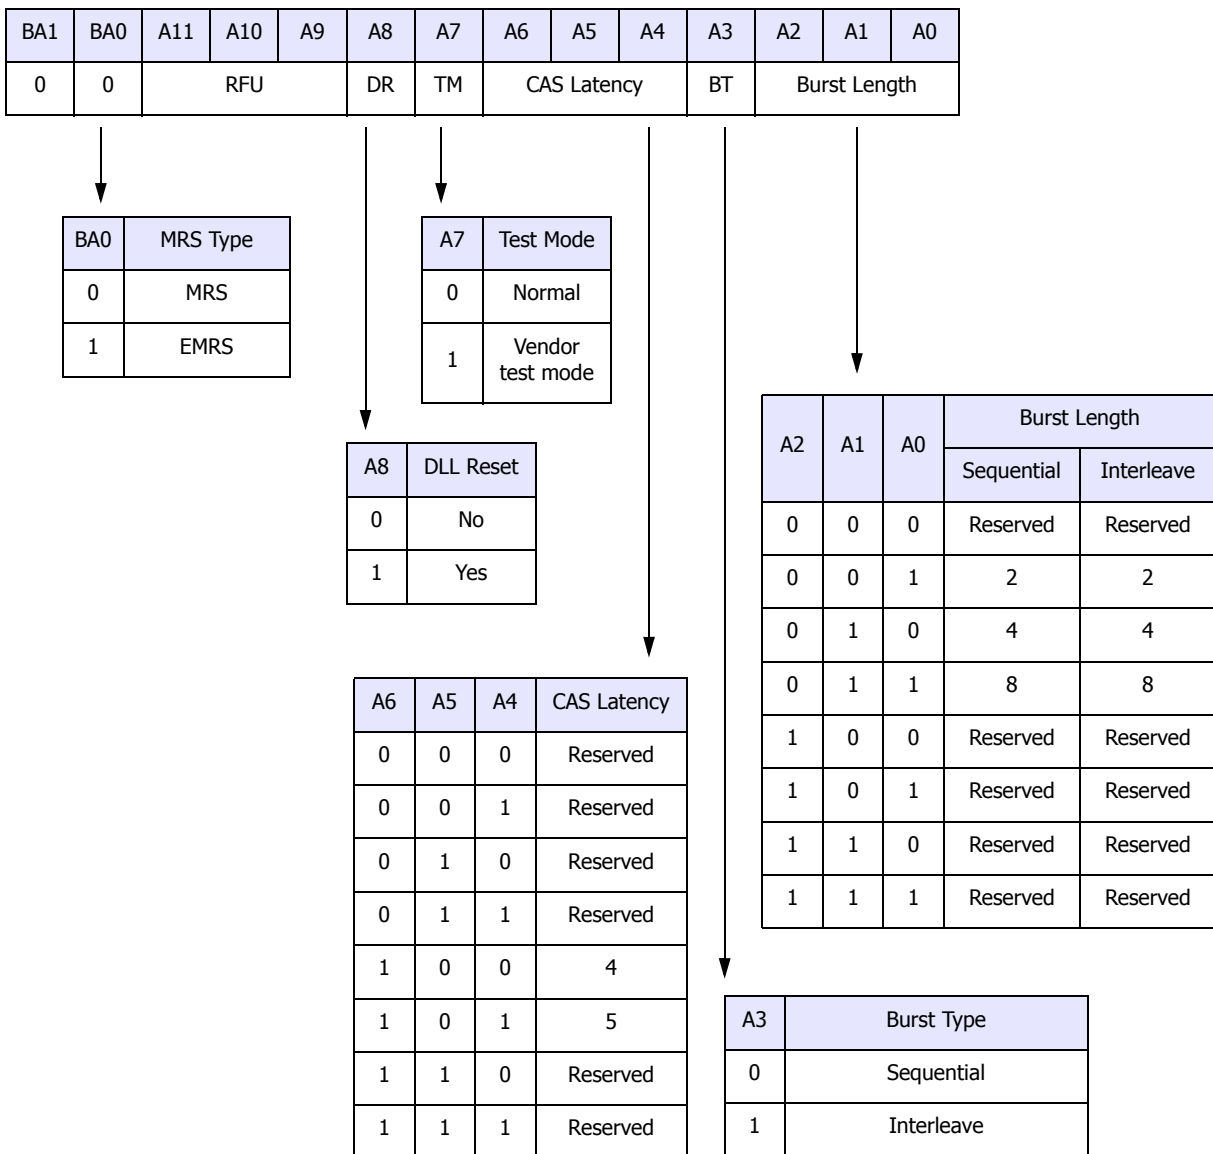 BA1 BA0 A11 A10 A9 A8 A7 A6 A5 A4 A3 A2 A1 A0
0 0 RFU DR TM CAS Latency BT Burst Length
BA0 MRS Type
0 MRS
1 EMRS
A7 Test Mode
0 Normal
1 Vendor
test mode
A8 DLL Reset
0 No
1 Yes
A2 A1 A0 Burst Length
Sequential Interleave
0 0 0 Reserved Reserved
0 0 1 2 2
0 1 0 4 4
0 1 1 8 8
1 0 0 Reserved Reserved
1 0 1 Reserved Reserved
1 1 0 Reserved Reserved
1 1 1 Reserved Reserved
A6 A5 A4 CAS Latency
0 0 0 Reserved
0 0 1 Reserved
0 1 0 Reserved
0 1 1 Reserved
1 0 0 4
1 0 1 5
1 1 0 Reserved
1 1 1 Reserved
A3 Burst Type
0 Sequential
1 Interleave